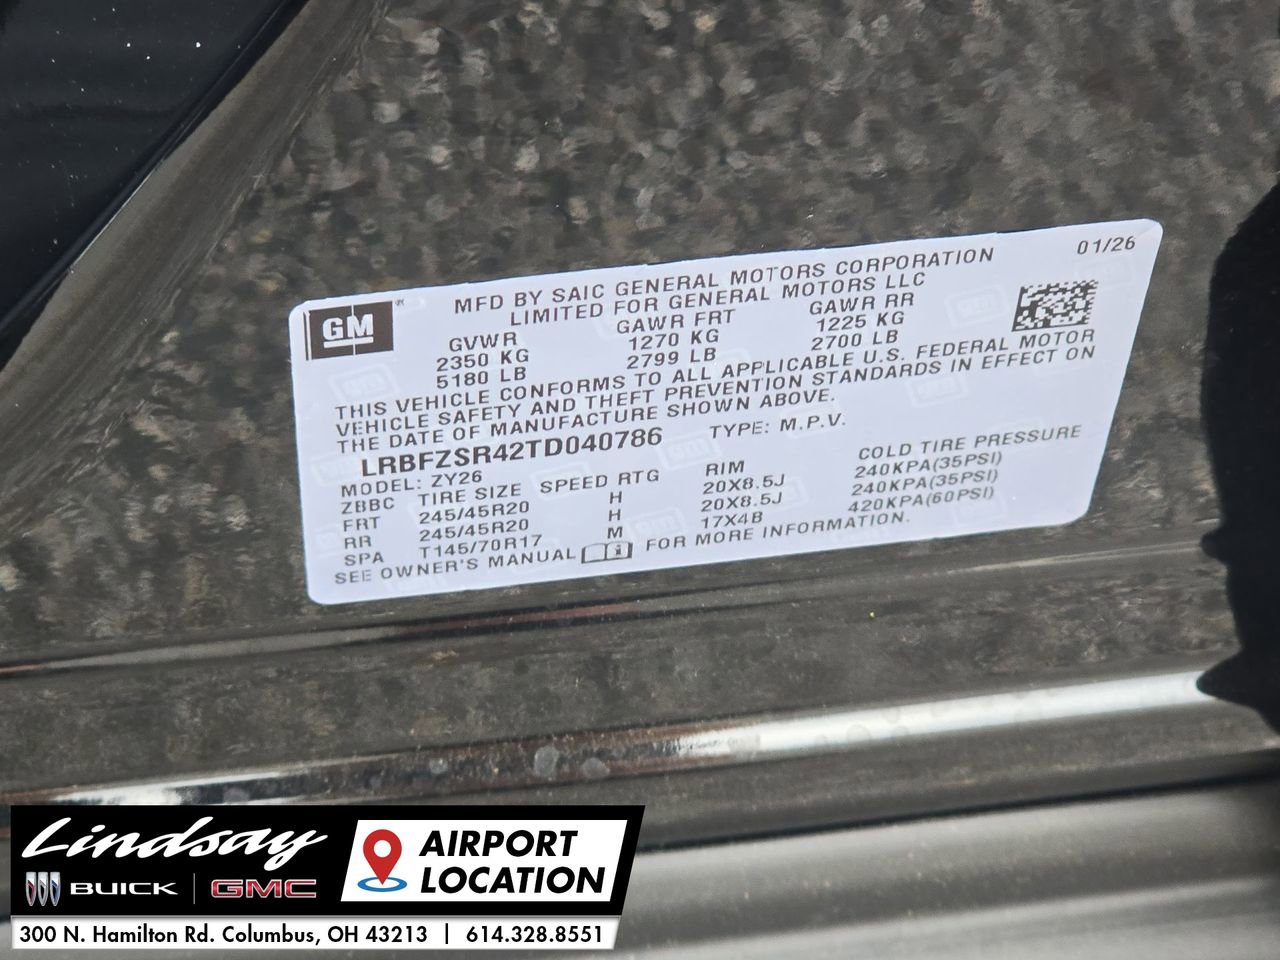 GM
MFD BY SAIC GENERAL MOTORS CORPORATION
LIMITED FOR GENERAL MOTORS LLC
01/26
GVWR GAWR FRT GAWR RR
2350 KG 1270 KG 1225 KG
5180 LB 2799 LB 2700 LB
THIS VEHICLE CONFORMS TO ALL APPLICABLE U.S. FEDERAL MOTOR
VEHICLE SAFETY AND THEFT PREVENTION STANDARDS IN EFFECT ON
THE DATE OF MANUFACTURE SHOWN ABOVE.
LRBFZSR42TD040786 TYPE: M.P.V.
MODEL: ZY26
ZBBC TIRE SIZE SPEED RTG RIM COLD TIRE PRESSURE
FRT 245/45R20 H 20X8.5J 240KPA(35PSI)
RR 245/45R20 H 20X8.5J 240KPA(35PSI)
SPA T145/70R17 M 17X4B 420KPA(60PSI)
SEE OWNER'S MANUAL FOR MORE INFORMATION.
Lindsay
BUICK GMC
AIRPORT
LOCATION
300 N. Hamilton Rd. Columbus, OH 43213 | 614.328.8551